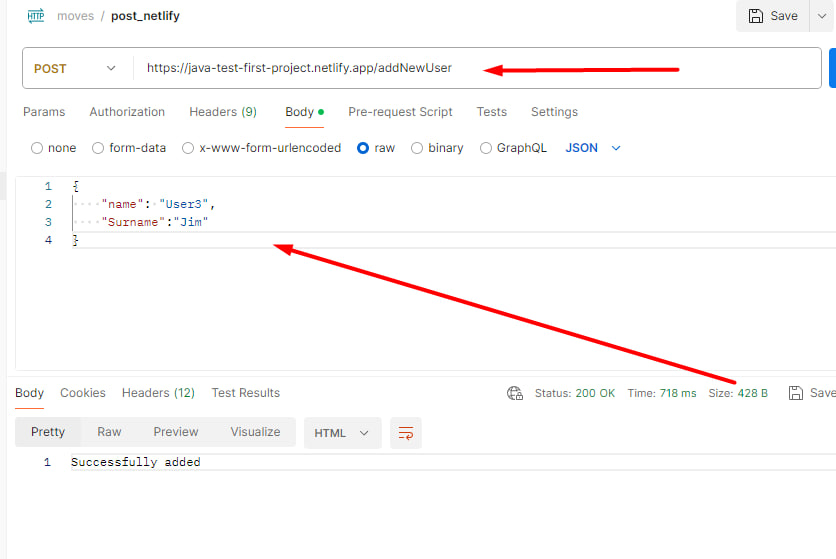 HTTP moves / post_netlify Save
POST https://java-test-first-project.netlify.app/addNewUser
Params Authorization Headers (9) Body Pre-request Script Tests Settings
none form-data x-www-form-urlencoded raw binary GraphQL JSON
1 {
2 "name": "User3",
3 "Surname":"Jim"
4 }
Body Cookies Headers (12) Test Results Status: 200 OK Time: 718 ms Size: 428 B Save
Pretty Raw Preview Visualize HTML
1 Successfully added